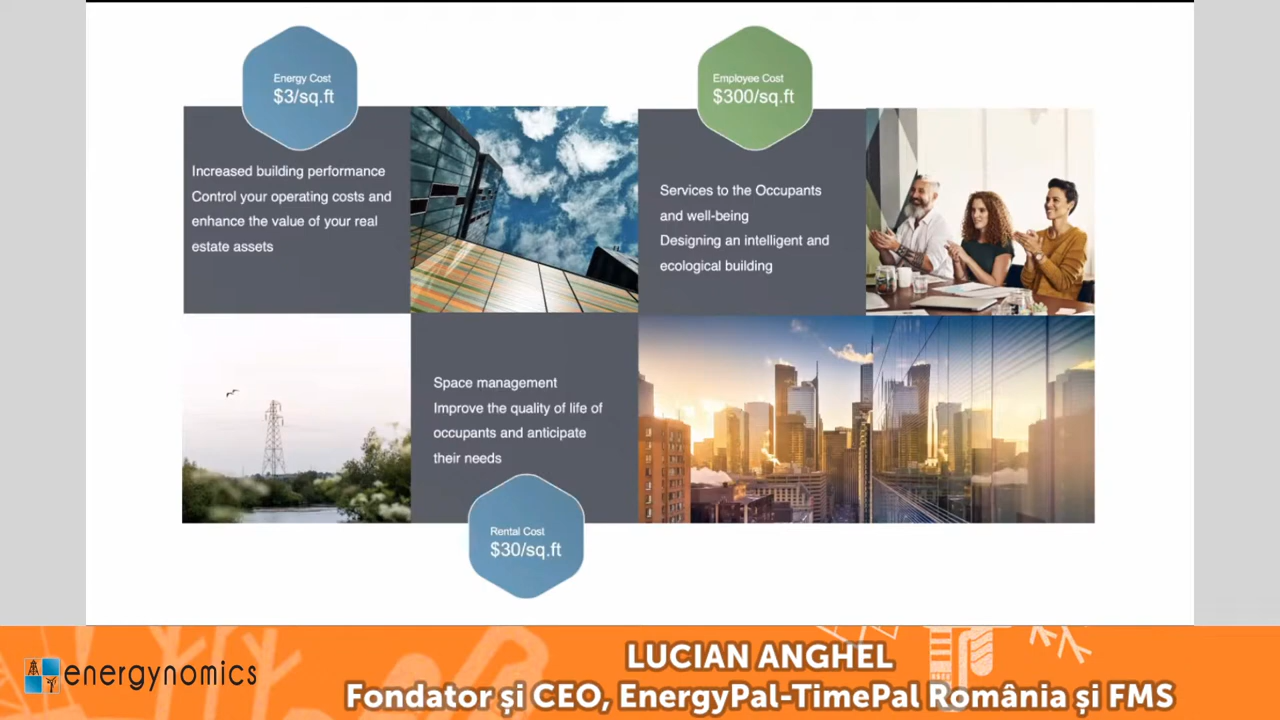 Energy Cost
$3/sq.ft
Increased building performance
Control your operating costs and
enhance the value of your real
estate assets
Employee Cost
$300/sq.ft
Services to the Occupants
and well-being
Designing an intelligent and
ecological building
Space management
Improve the quality of life of
occupants and anticipate
their needs
Rental Cost
$30/sq.ft
energynomics
LUCIAN ANGHEL
Fondator și CEO, EnergyPal-TimePal România și FMS